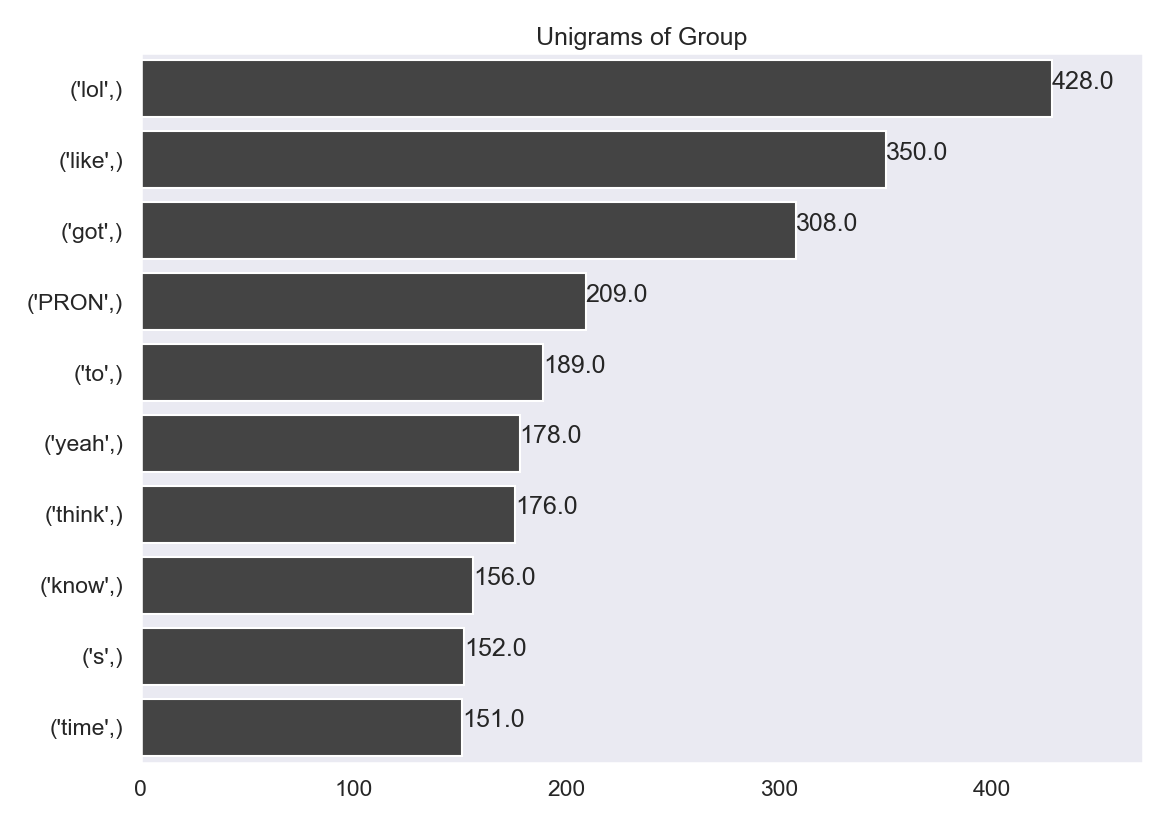 Unigrams of Group
('lol',) 428.0
('like',) 350.0
('got',) 308.0
('PRON',) 209.0
('to',) 189.0
('yeah',) 178.0
('think',) 176.0
('know',) 156.0
('s',) 152.0
('time',) 151.0
0 100 200 300 400